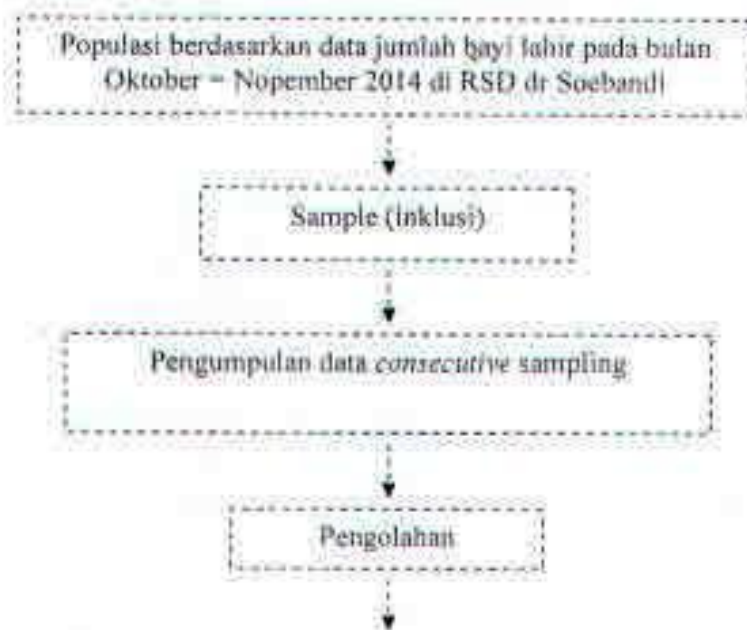 Populasi berdasarkan data jumlah bayi lahir pada bulan
Oktober – Nopember 2014 di RSD dr Soebandi
Sample (inklusi)
Pengumpulan data consecutive sampling
Pengolahan